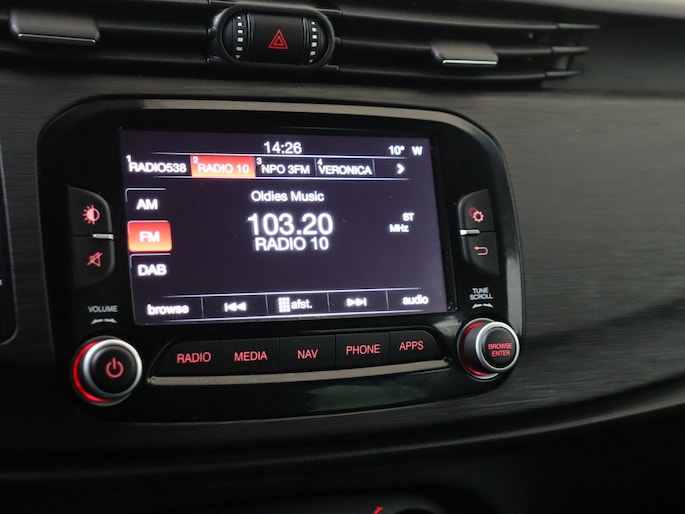 14:26 10° W
1 RADIO538 2 RADIO 10 3 NPO 3FM 4 VERONICA
Oldies Music
AM
103.20 ST MHz
FM
RADIO 10
DAB
browse afst. audio
VOLUME
TUNE
SCROLL
RADIO MEDIA NAV PHONE APPS
BROWSE
ENTER